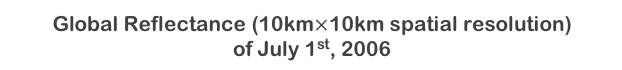 Global Reflectance (10km×10km spatial resolution)
of July 1st, 2006